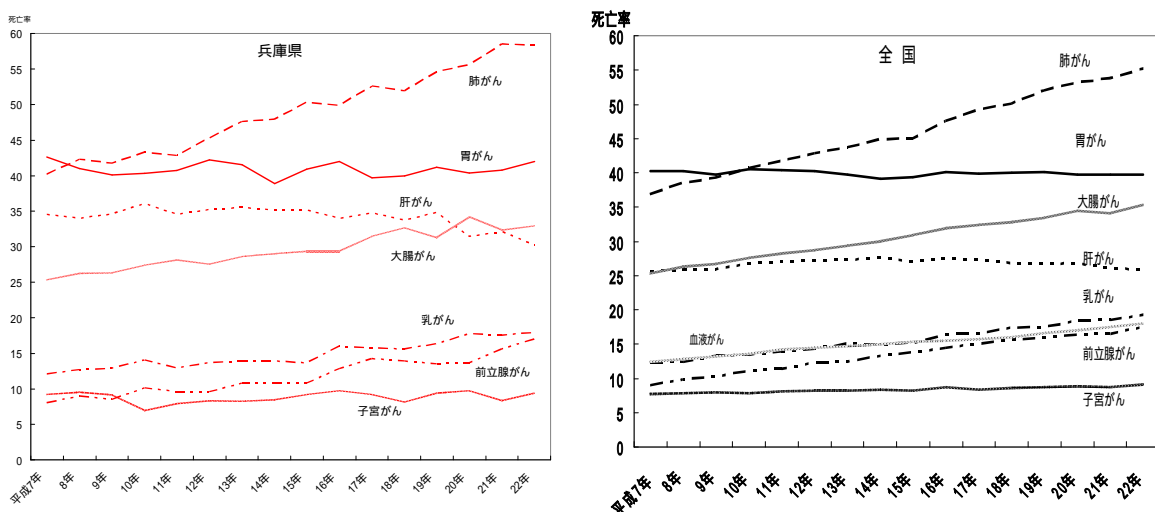 死亡率
兵庫県
60
55
50
45
40
35
30
25
20
15
10
5
0
肺がん
胃がん
肝がん
大腸がん
乳がん
前立腺がん
子宮がん
平成7年
8年
9年
10年
11年
12年
13年
14年
15年
16年
17年
18年
19年
20年
21年
22年
死亡率
全 国
60
55
50
45
40
35
30
25
20
15
10
5
0
肺がん
胃がん
大腸がん
肝がん
乳がん
血液がん
前立腺がん
子宮がん
平成7年
8年
9年
10年
11年
12年
13年
14年
15年
16年
17年
18年
19年
20年
21年
22年